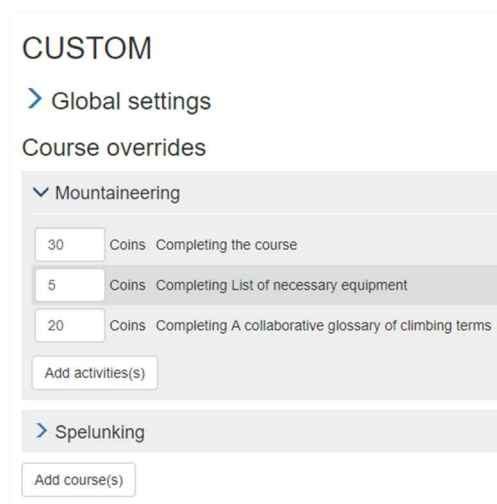 CUSTOM
Global settings
Course overrides
Mountaineering
30 Coins Completing the course
5 Coins Completing List of necessary equipment
20 Coins Completing A collaborative glossary of climbing terms
Add activities(s)
Spelunking
Add course(s)